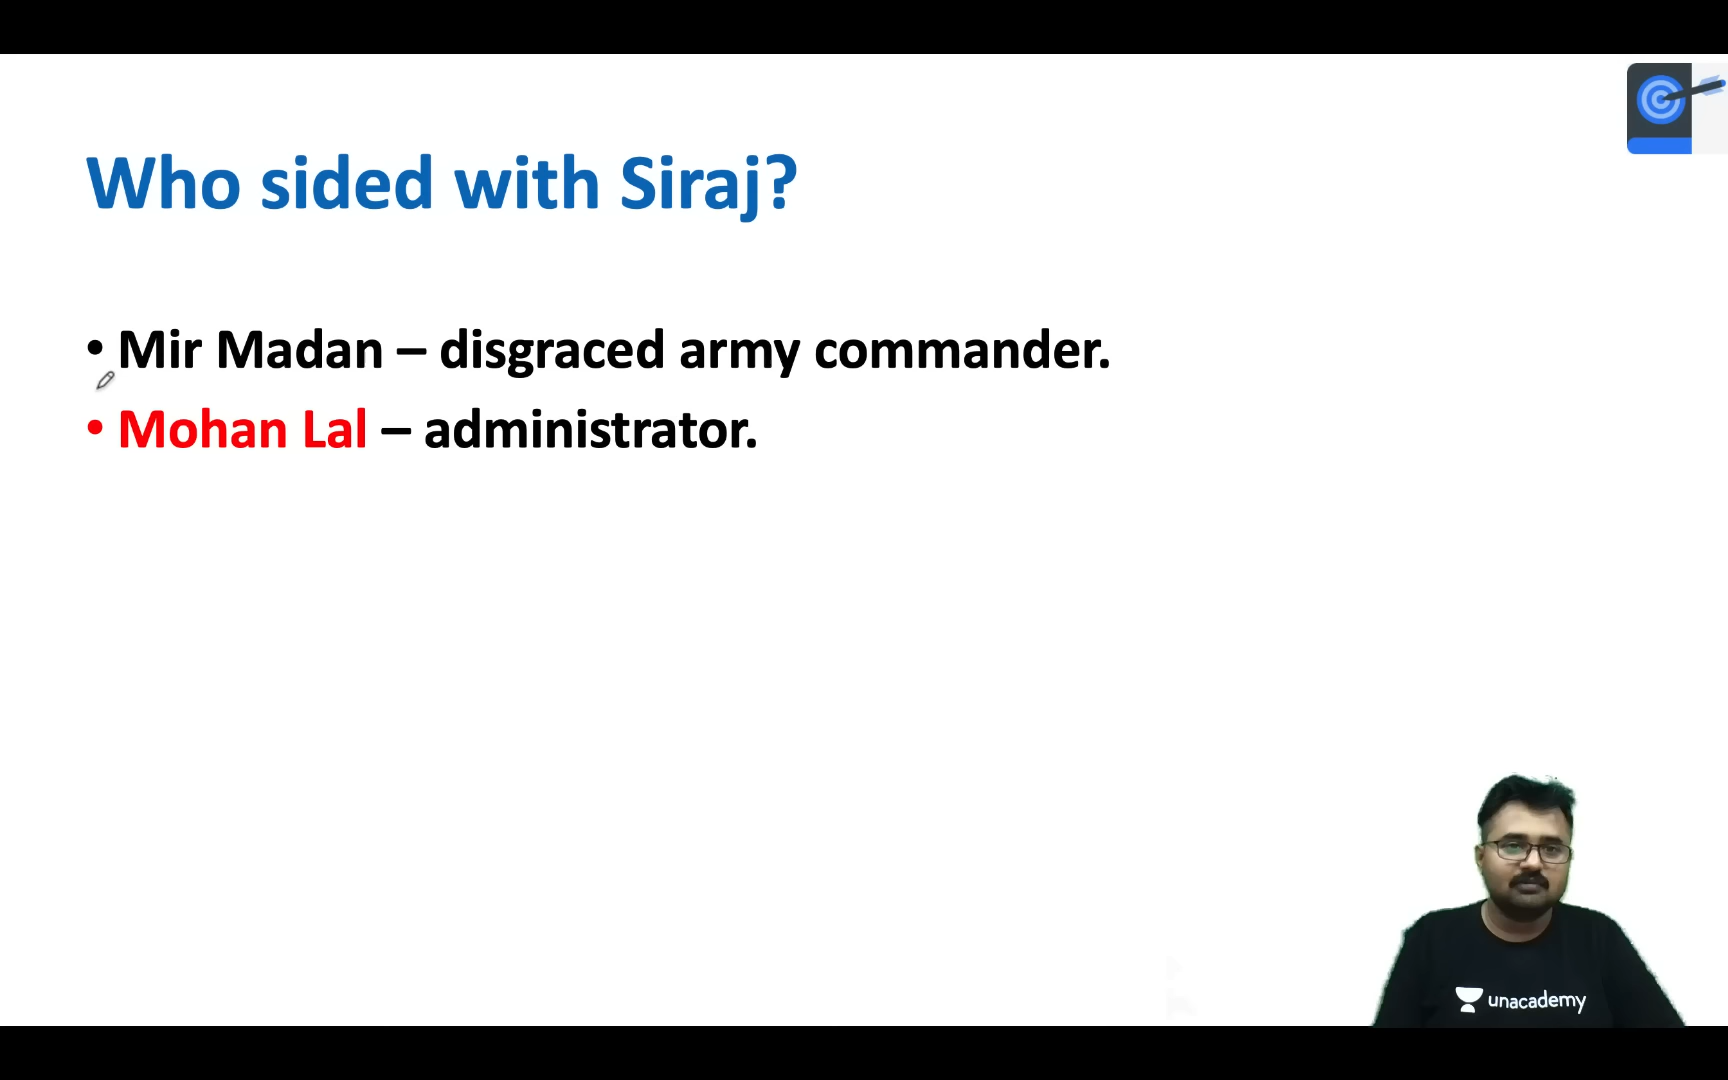 Who sided with Siraj?
• Mir Madan – disgraced army commander.
• Mohan Lal – administrator.
unacademy